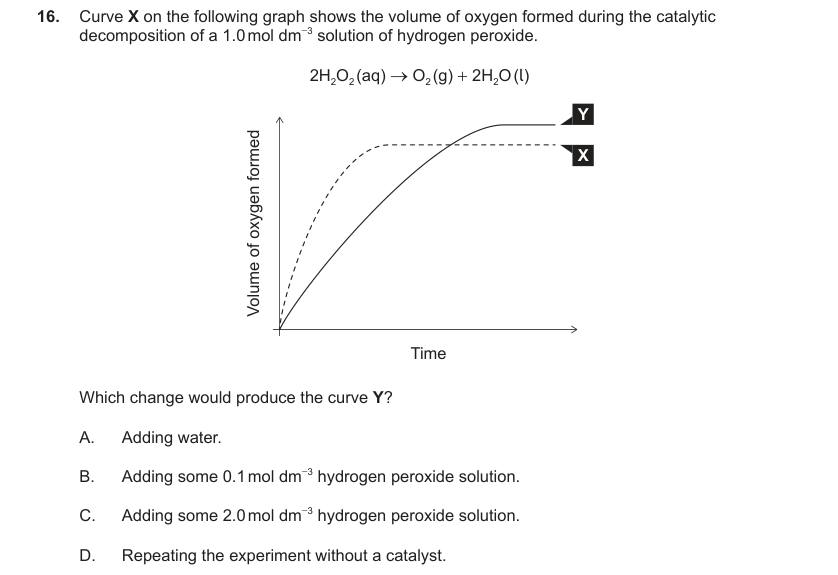 16. Curve X on the following graph shows the volume of oxygen formed during the catalytic
decomposition of a 1.0 mol dm⁻³ solution of hydrogen peroxide.
2H₂O₂(aq) → O₂(g) + 2H₂O(l)
Volume of oxygen formed
Y
X
Time
Which change would produce the curve Y?
A. Adding water.
B. Adding some 0.1 mol dm⁻³ hydrogen peroxide solution.
C. Adding some 2.0 mol dm⁻³ hydrogen peroxide solution.
D. Repeating the experiment without a catalyst.